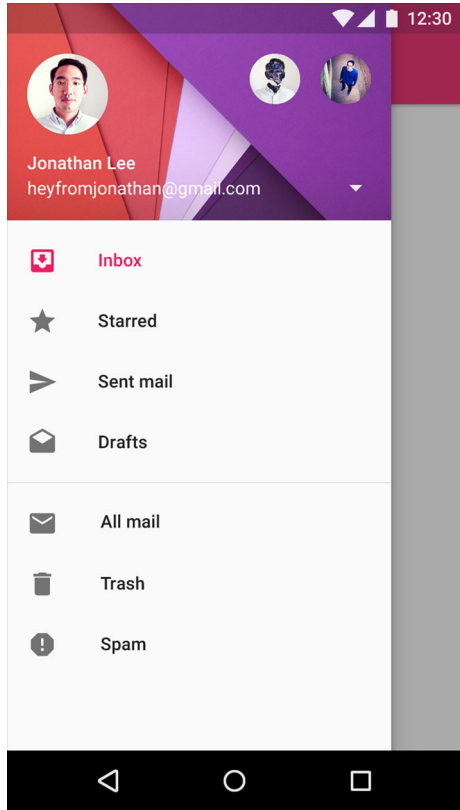 12:30
Jonathan Lee
heyfromjonathan@gmail.com
Inbox
Starred
Sent mail
Drafts
All mail
Trash
Spam